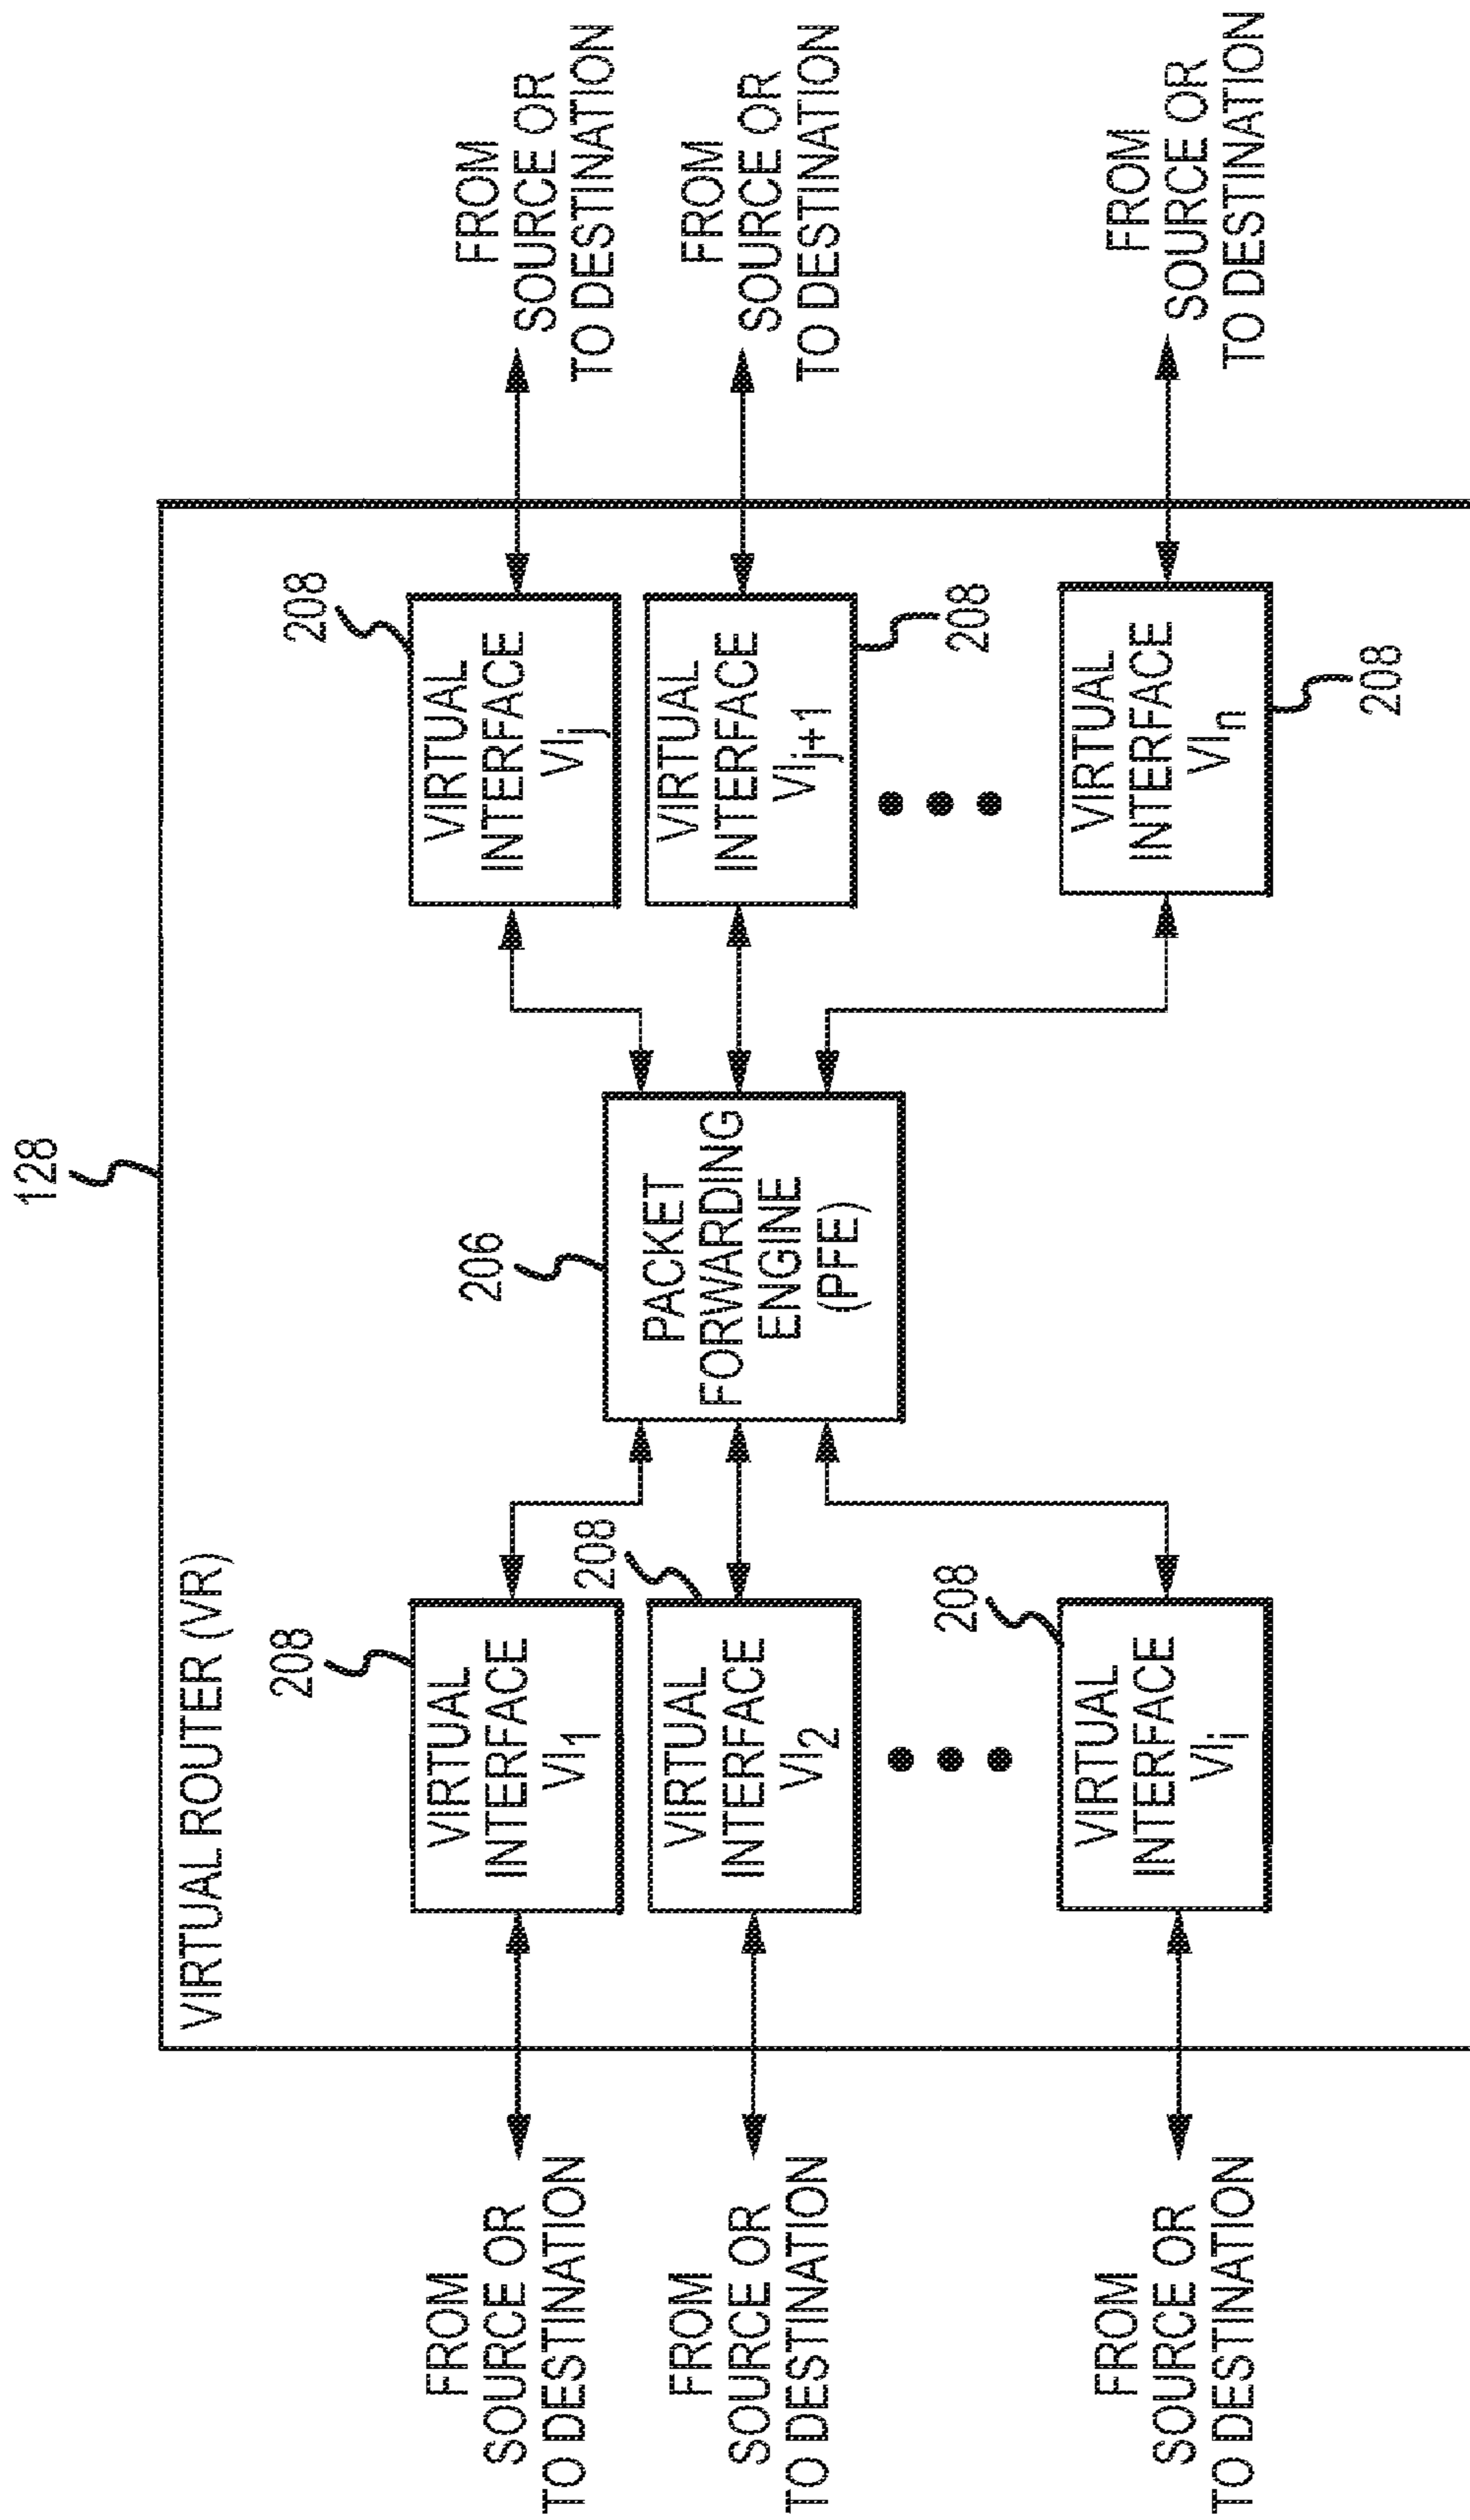 128
VIRTUAL ROUTER (VR)
FROM
SOURCE OR
TO DESTINATION
208
VIRTUAL
INTERFACE
VI1
FROM
SOURCE OR
TO DESTINATION
208
VIRTUAL
INTERFACE
VI2
FROM
SOURCE OR
TO DESTINATION
208
VIRTUAL
INTERFACE
VIi
206
PACKET
FORWARDING
ENGINE
(PFE)
208
VIRTUAL
INTERFACE
VIj
FROM
SOURCE OR
TO DESTINATION
VIRTUAL
INTERFACE
VIj+1
208
FROM
SOURCE OR
TO DESTINATION
VIRTUAL
INTERFACE
VIn
208
FROM
SOURCE OR
TO DESTINATION